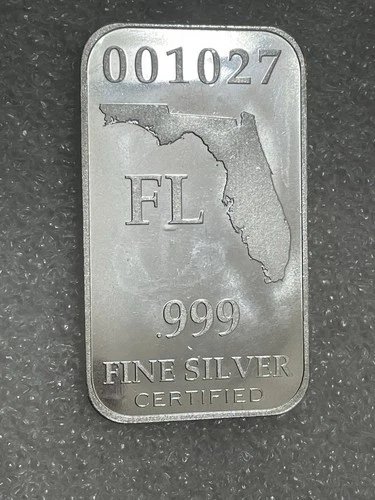 001027
FL
.999
FINE SILVER
CERTIFIED